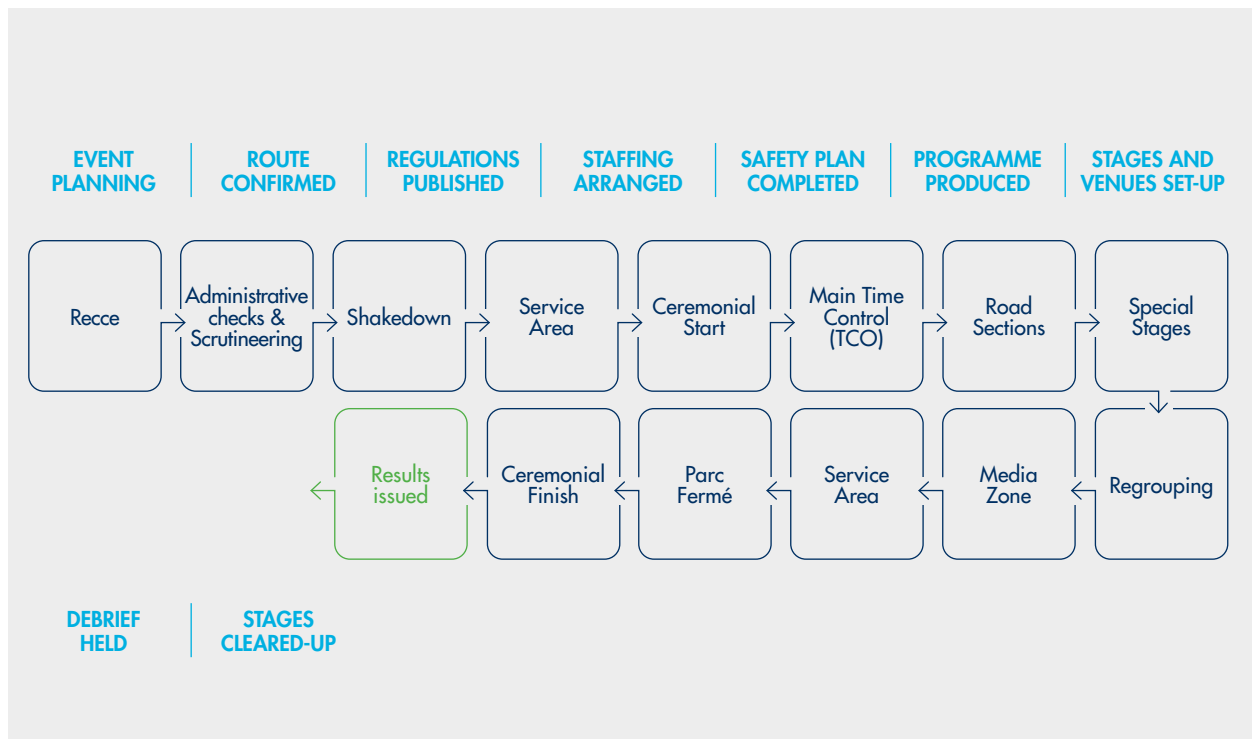 EVENT
PLANNING
ROUTE
CONFIRMED
REGULATIONS
PUBLISHED
STAFFING
ARRANGED
SAFETY PLAN
COMPLETED
PROGRAMME
PRODUCED
STAGES AND
VENUES SET-UP
Recce
Administrative
checks &
Scrutineering
Shakedown
Service
Area
Ceremonial
Start
Main Time
Control
(TCO)
Road
Sections
Special
Stages
Results
issued
Ceremonial
Finish
Parc
Fermé
Service
Area
Media
Zone
Regrouping
DEBRIEF
HELD
STAGES
CLEARED-UP